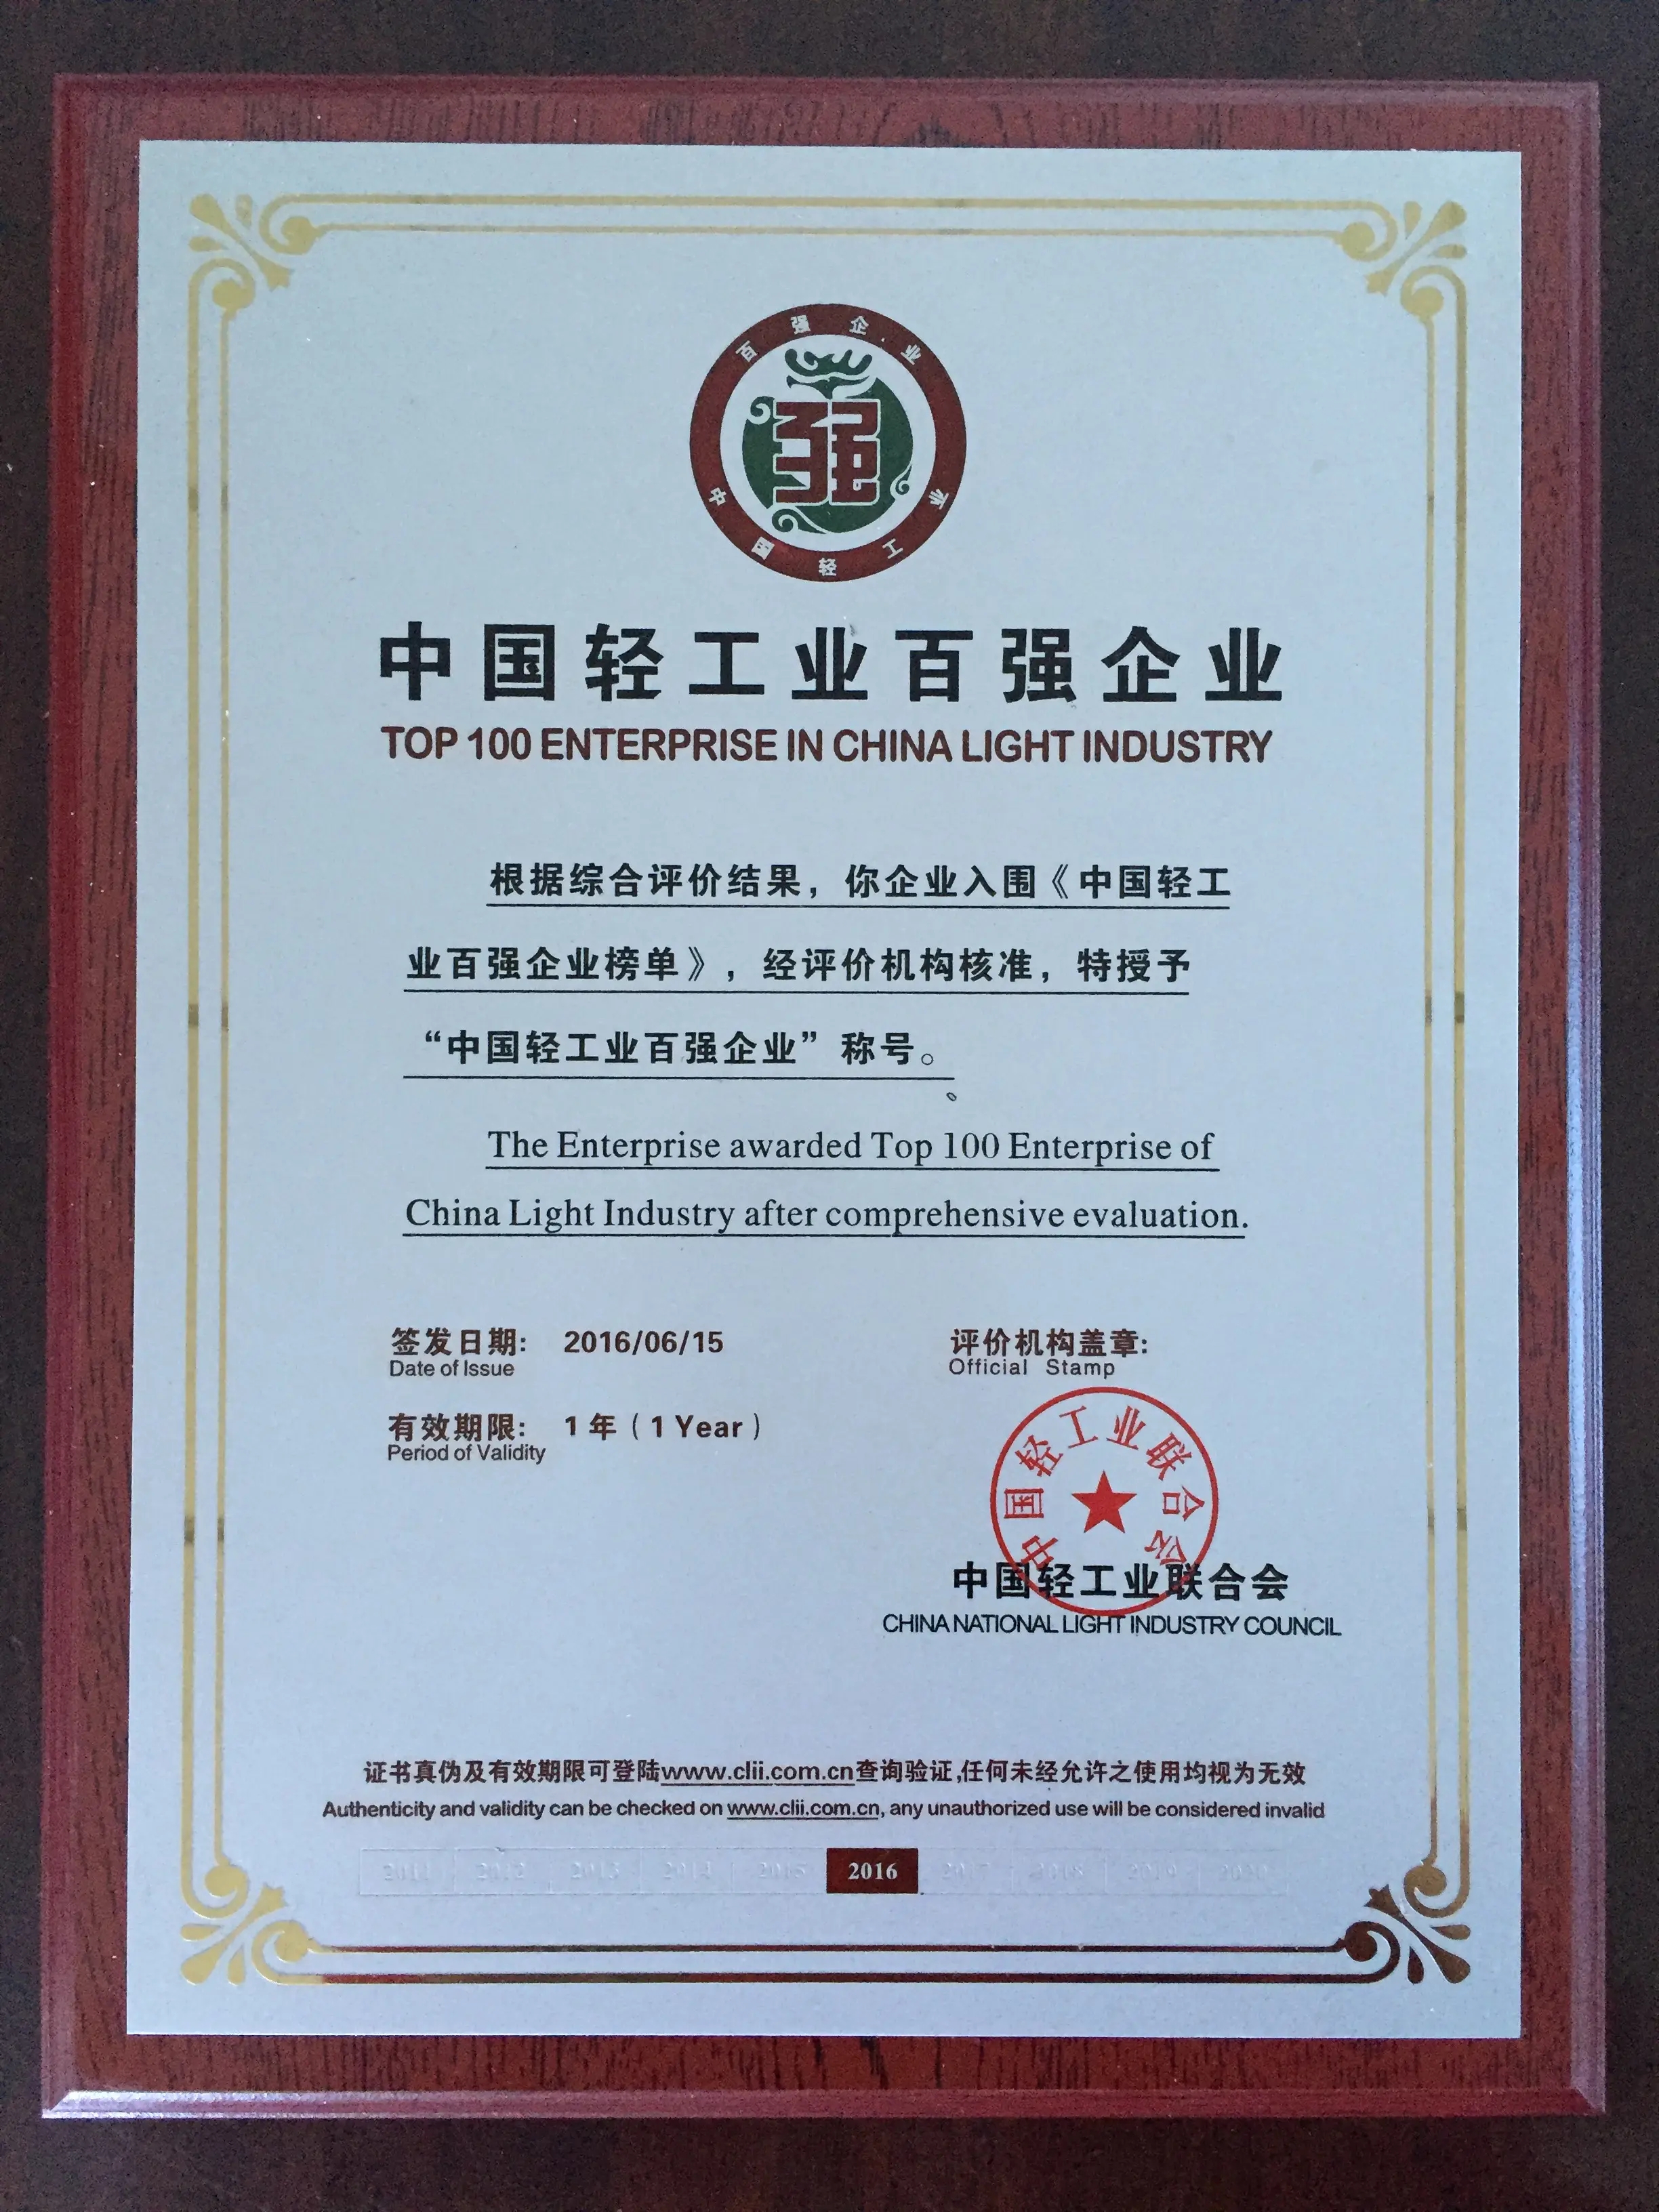 中国轻工业百强企业
强
中国轻工业百强企业
TOP 100 ENTERPRISE IN CHINA LIGHT INDUSTRY
根据综合评价结果，你企业入围《中国轻工
业百强企业榜单》，经评价机构核准，特授予
“中国轻工业百强企业”称号。
The Enterprise awarded Top 100 Enterprise of
China Light Industry after comprehensive evaluation.
签发日期: 2016/06/15
Date of Issue
有效期限: 1 年（1 Year）
Period of Validity
评价机构盖章:
Official Stamp
中国轻工业联合会
中国轻工业联合会
CHINA NATIONAL LIGHT INDUSTRY COUNCIL
证书真伪及有效期限可登陆www.clii.com.cn查询验证,任何未经允许之使用均视为无效
Authenticity and validity can be checked on www.clii.com.cn, any unauthorized use will be considered invalid
2011 2012 2013 2014 2015 2016 2017 2018 2019 2020